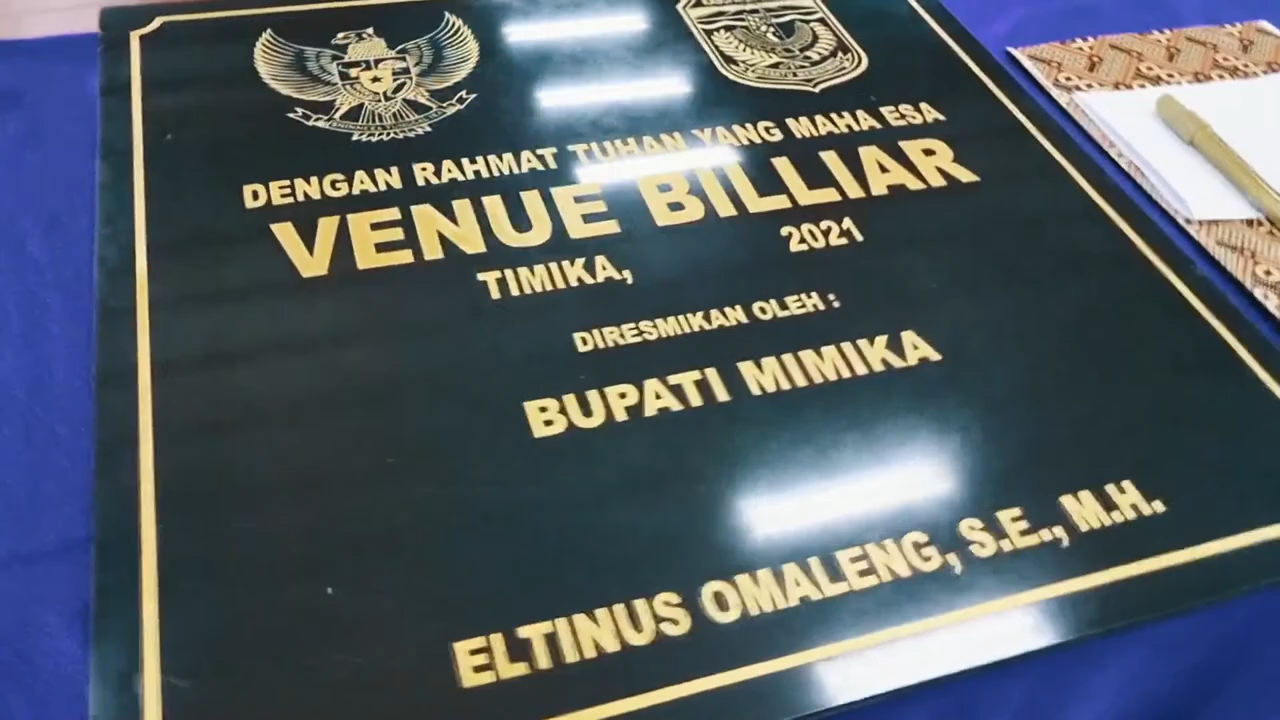 DENGAN RAHMAT TUHAN YANG MAHA ESA
VENUE BILLIAR
TIMIKA, 2021
DIRESMIKAN OLEH :
BUPATI MIMIKA
ELTINUS OMALENG, S.E., M.H.